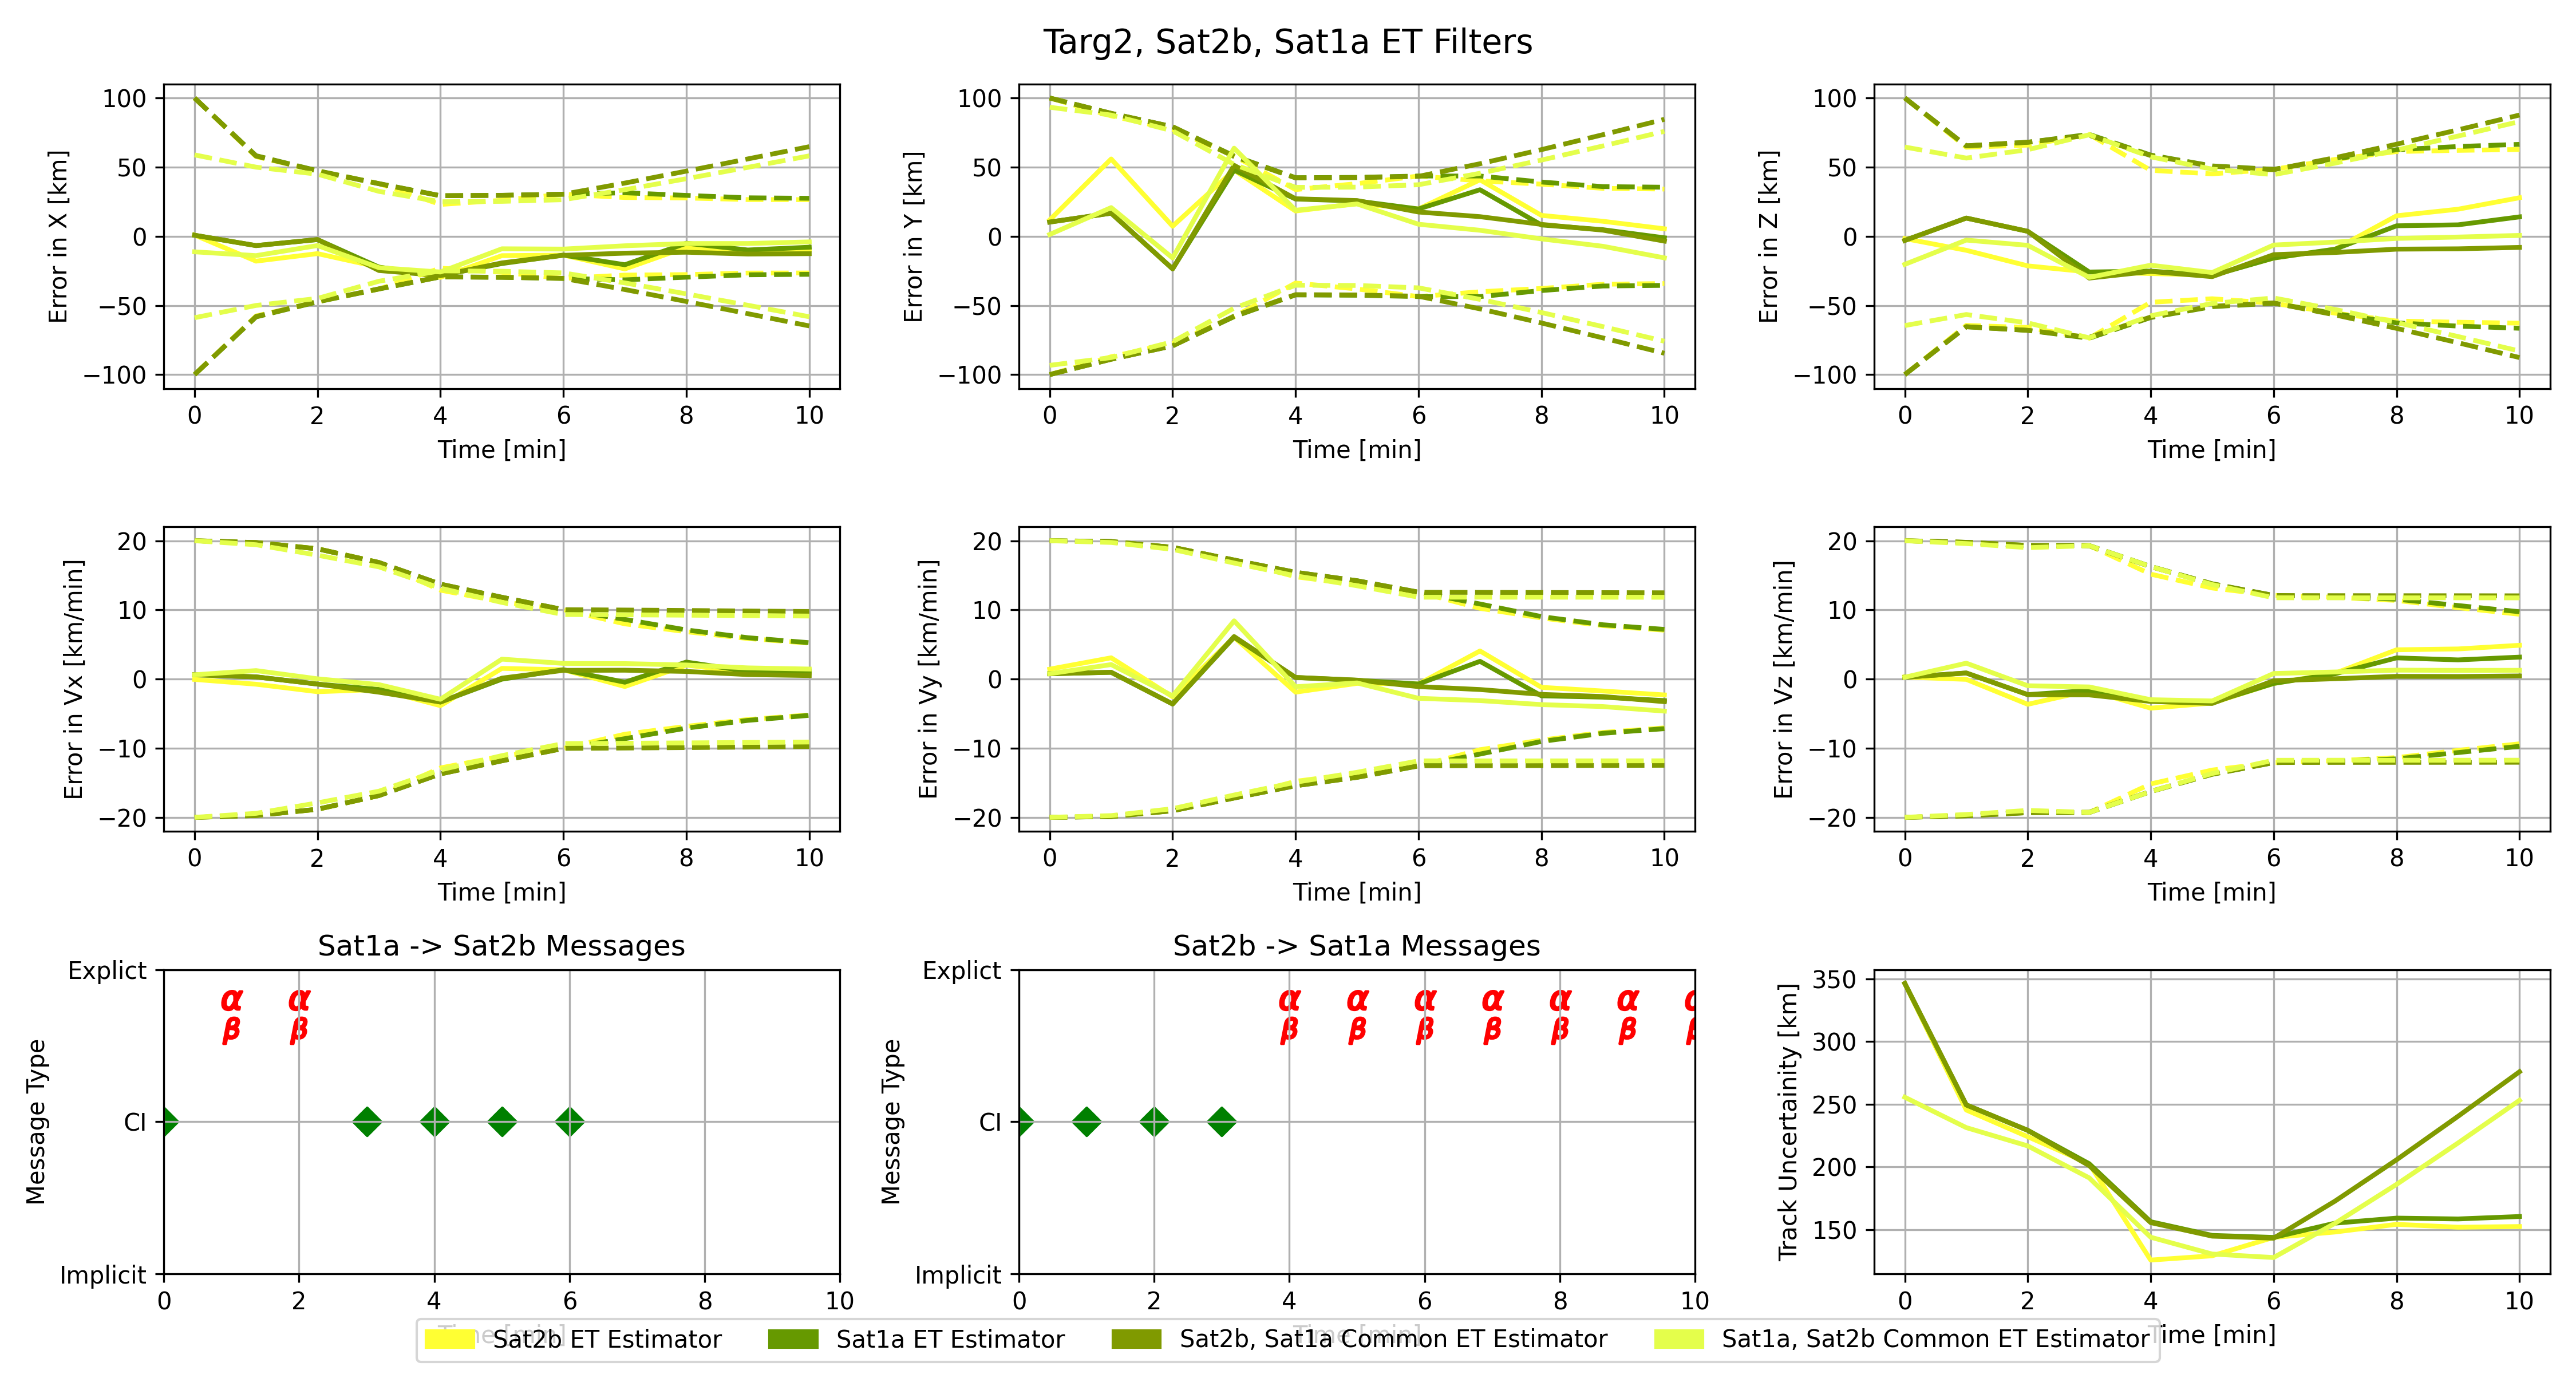 Targ2, Sat2b, Sat1a ET Filters
Error in X [km]
100
50
0
−50
−100
0 2 4 6 8 10
Time [min]
Error in Y [km]
100
50
0
−50
−100
0 2 4 6 8 10
Time [min]
Error in Z [km]
100
50
0
−50
−100
0 2 4 6 8 10
Time [min]
Error in Vx [km/min]
20
10
0
−10
−20
0 2 4 6 8 10
Time [min]
Error in Vy [km/min]
20
10
0
−10
−20
0 2 4 6 8 10
Time [min]
Error in Vz [km/min]
20
10
0
−10
−20
0 2 4 6 8 10
Time [min]
Sat1a -> Sat2b Messages
Message Type
Explict
α α
β β
CI
Implicit
0 2 4 6 8 10
Time [min]
Sat2b -> Sat1a Messages
Message Type
Explict
α α α α α α α
β β β β β β β
CI
Implicit
0 2 4 6 8 10
Time [min]
Track Uncertainity [km]
350
300
250
200
150
0 2 4 6 8 10
Time [min]
Sat2b ET Estimator
Sat1a ET Estimator
Sat2b, Sat1a Common ET Estimator
Sat1a, Sat2b Common ET Estimator